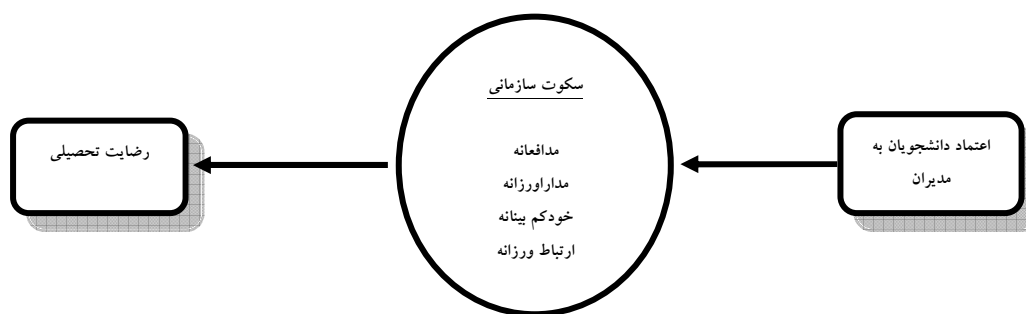 اعتماد دانشجویان به
مدیران
سکوت سازمانی
مدافعانه
مداراورزانه
خودکم بینانه
ارتباط ورزانه
رضایت تحصیلی